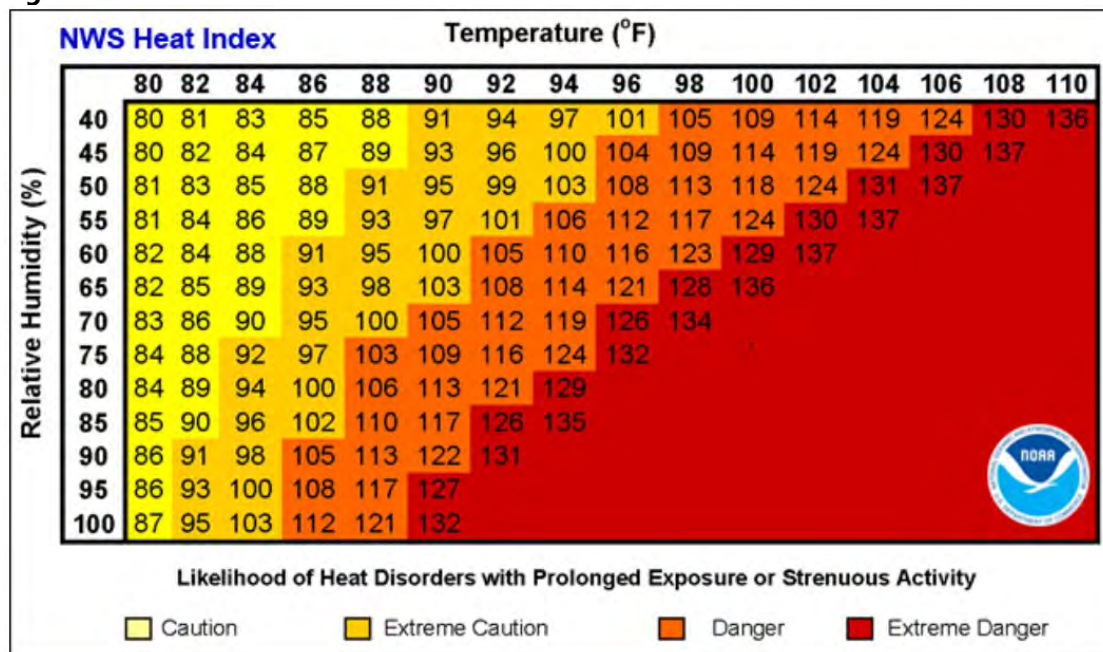 NWS Heat Index Temperature (°F)
80 82 84 86 88 90 92 94 96 98 100 102 104 106 108 110
40 80 81 83 85 88 91 94 97 101 105 109 114 119 124 130 136
45 80 82 84 87 89 93 96 100 104 109 114 119 124 130 137
50 81 83 85 88 91 95 99 103 108 113 118 124 131 137
55 81 84 86 89 93 97 101 106 112 117 124 130 137
60 82 84 88 91 95 100 105 110 116 123 129 137
65 82 85 89 93 98 103 108 114 121 128 136
70 83 86 90 95 100 105 112 119 126 134
75 84 88 92 97 103 109 116 124 132
80 84 89 94 100 106 113 121 129
85 85 90 96 102 110 117 126 135
90 86 91 98 105 113 122 131
95 86 93 100 108 117 127
100 87 95 103 112 121 132
Relative Humidity (%)
NOAA
Likelihood of Heat Disorders with Prolonged Exposure or Strenuous Activity
Caution Extreme Caution Danger Extreme Danger